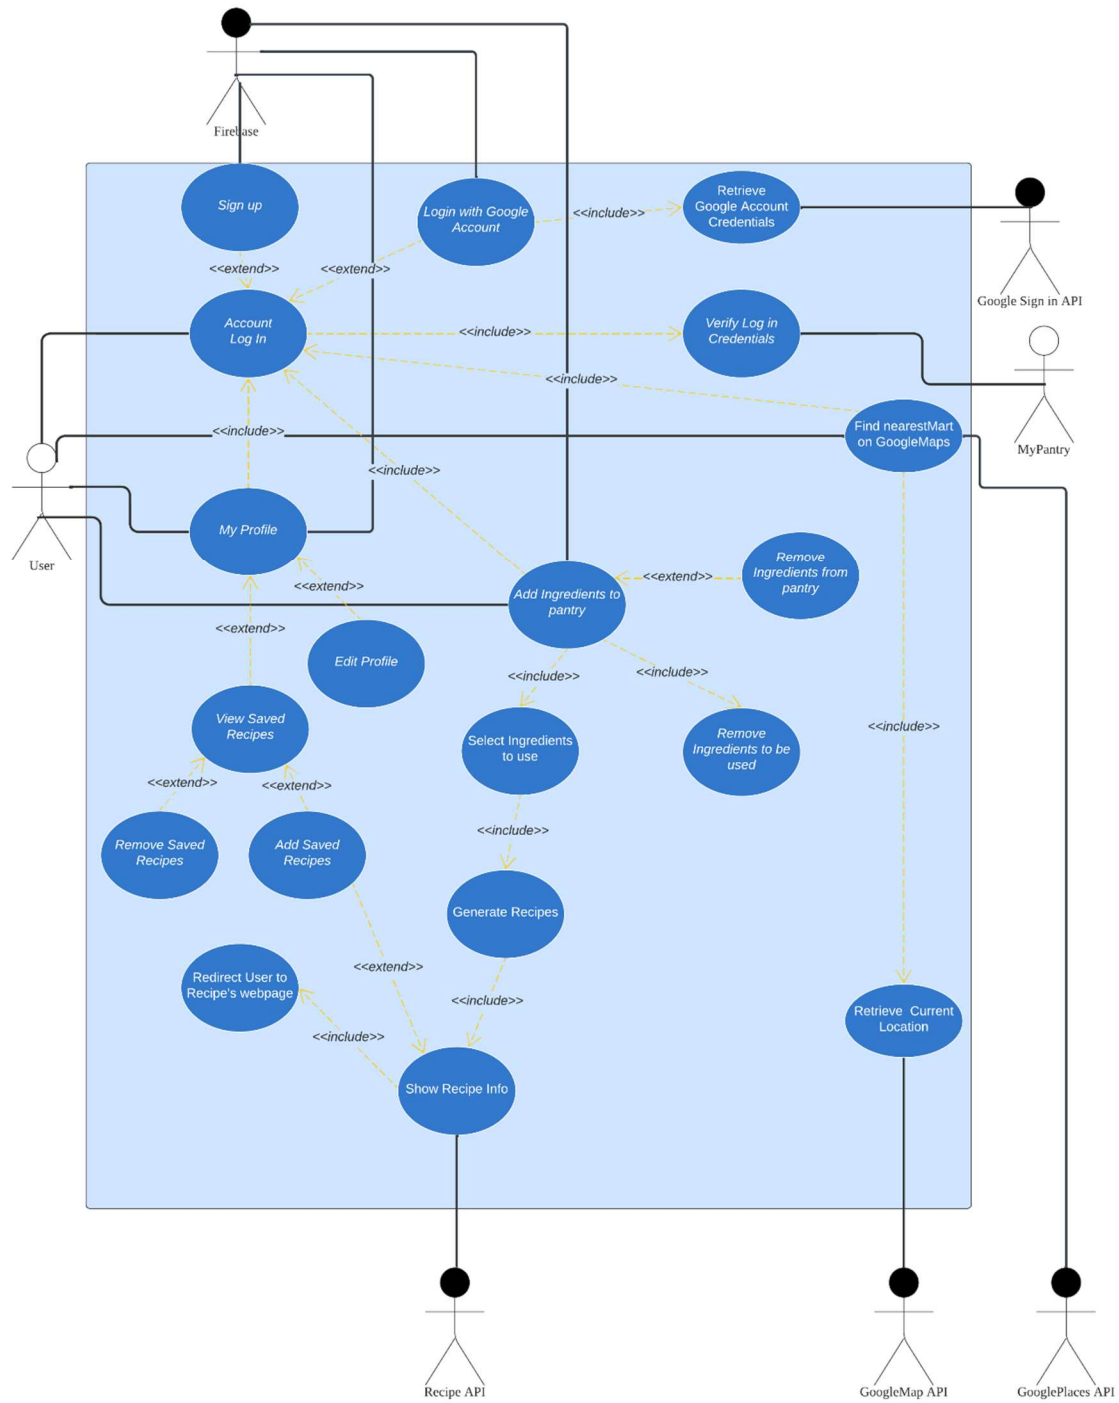 Firebase
Sign up
Login with Google
Account
<<include>>
Retrieve
Google Account
Credentials
Google Sign in API
<<extend>>
<<extend>>
Account
Log In
<<include>>
Verify Log in
Credentials
<<include>>
MyPantry
Find nearestMart
on GoogleMaps
<<include>>
<<include>>
User
My Profile
<<extend>>
Add Ingredients to
pantry
<<extend>>
Remove
Ingredients from
pantry
<<extend>>
Edit Profile
<<include>>
<<include>>
View Saved
Recipes
Select Ingredients
to use
Remove
Ingredients to be
used
<<include>>
<<extend>>
<<extend>>
Remove Saved
Recipes
Add Saved
Recipes
<<include>>
Generate Recipes
<<extend>>
Redirect User to
Recipe's webpage
<<include>>
<<include>>
Retrieve  Current
Location
Show Recipe Info
Recipe API
GoogleMap API
GooglePlaces API